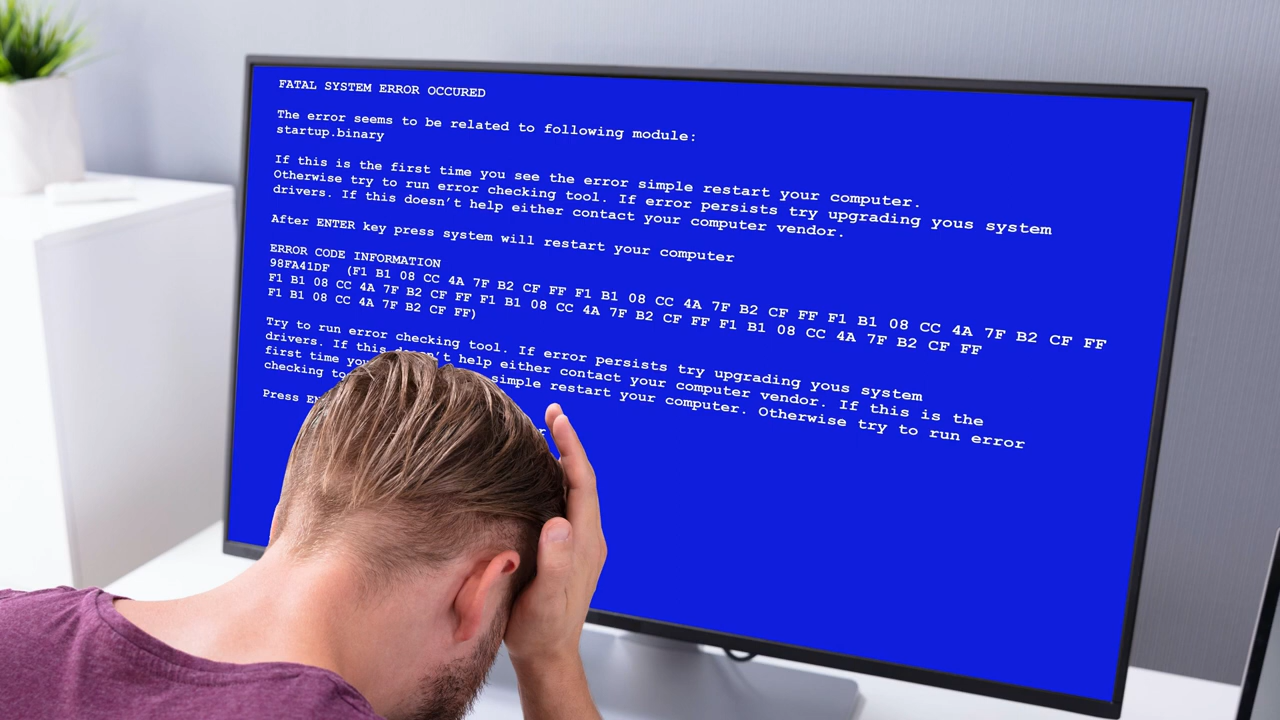 FATAL SYSTEM ERROR OCCURED
The error seems to be related to following module:
startup.binary
If this is the first time you see the error simple restart your computer.
Otherwise try to run error checking tool. If error persists try upgrading yous system
drivers. If this doesn't help either contact your computer vendor.
After ENTER key press system will restart your computer
ERROR CODE INFORMATION
98FA41DF (F1 B1 08 CC 4A 7F B2 CF FF F1 B1 08 CC 4A 7F B2 CF FF F1 B1 08 CC 4A 7F B2 CF FF
F1 B1 08 CC 4A 7F B2 CF FF F1 B1 08 CC 4A 7F B2 CF FF F1 B1 08 CC 4A 7F B2 CF FF
F1 B1 08 CC 4A 7F B2 CF FF)
Try to run error checking tool. If error persists try upgrading yous system
drivers. If this doesn't help either contact your computer vendor. If this is the
first time simple restart your computer. Otherwise try to run error
checking
Press